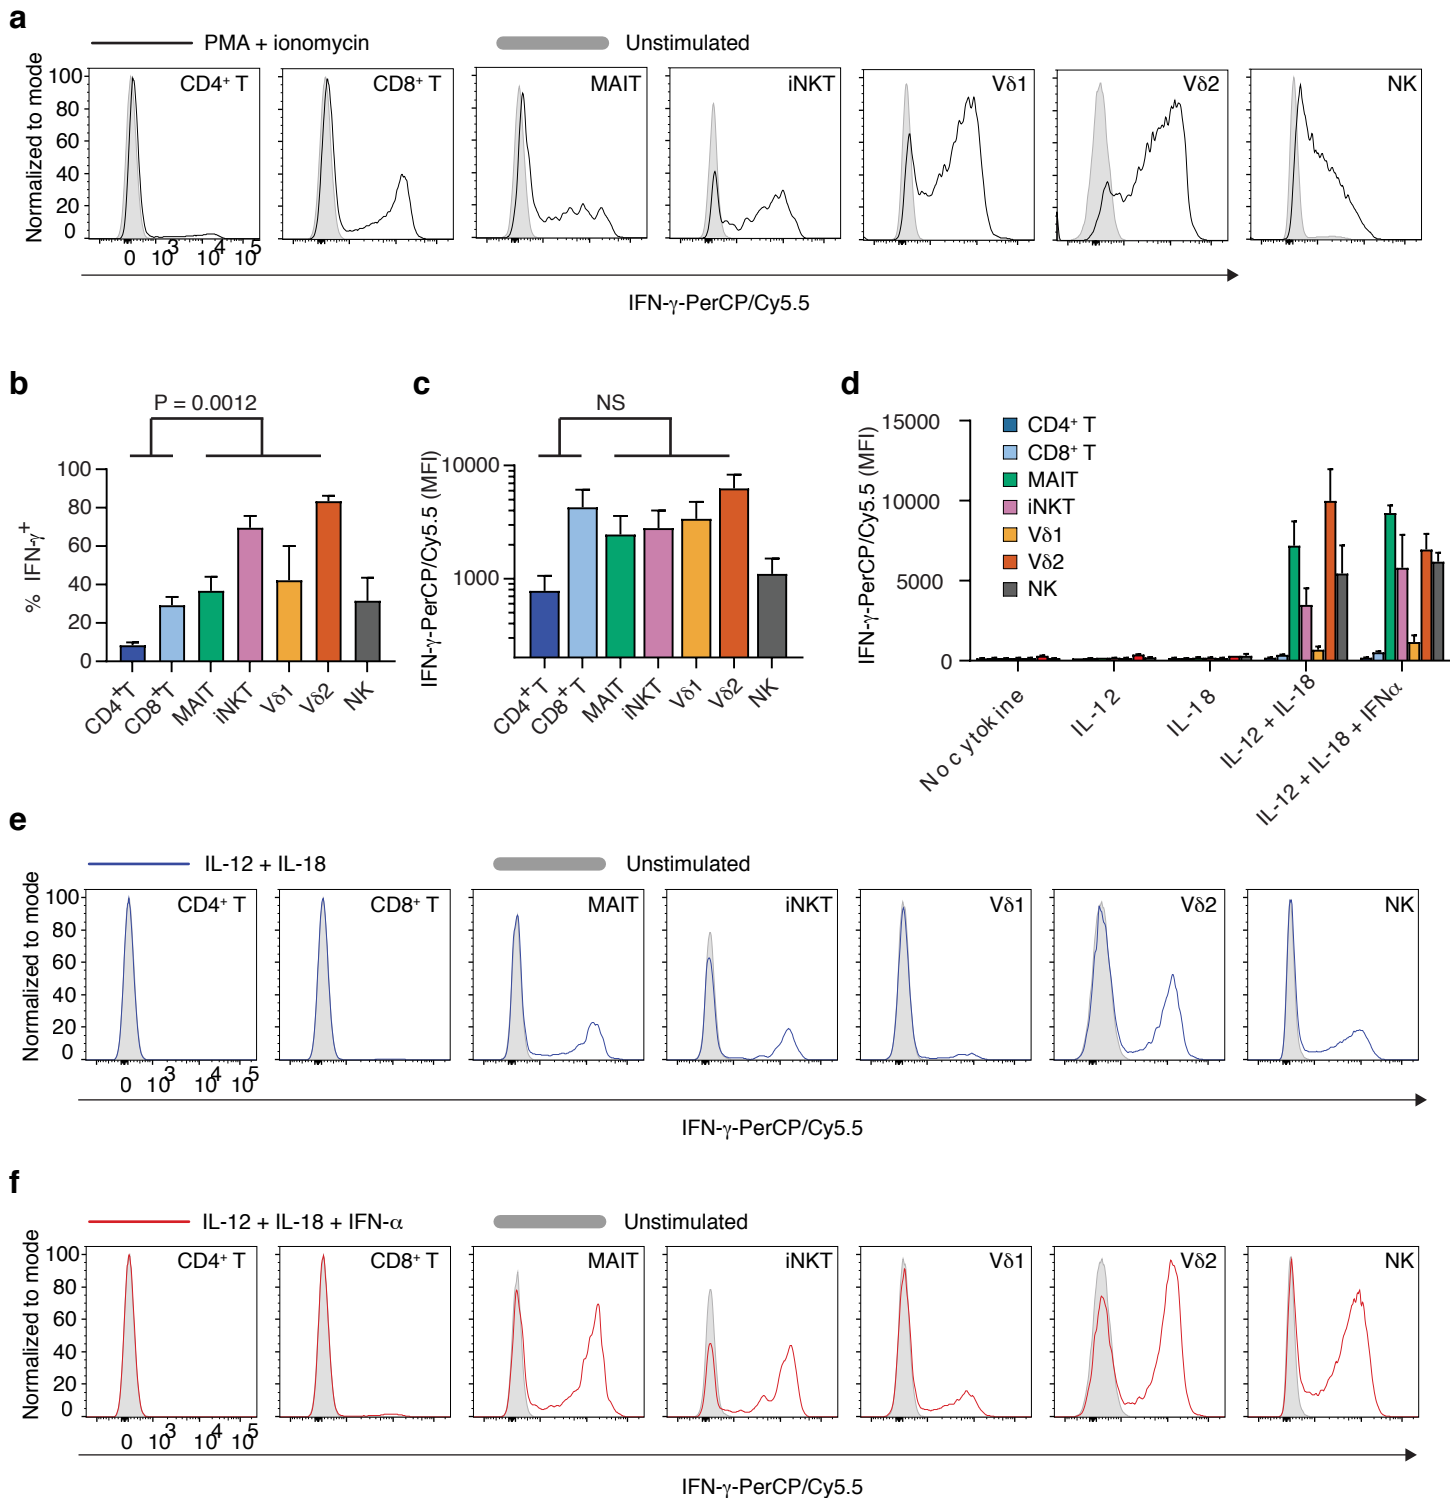 a
PMA + ionomycin
Unstimulated
Normalized to mode
100
80
60
40
20
0
CD4+ T
CD8+ T
MAIT
iNKT
Vδ1
Vδ2
NK
0 10³ 10⁴ 10⁵
IFN-γ-PerCP/Cy5.5
b
P = 0.0012
% IFN-γ+
100
80
60
40
20
0
CD4+T
CD8+T
MAIT
iNKT
Vδ1
Vδ2
NK
c
NS
IFN-γ-PerCP/Cy5.5 (MFI)
10000
1000
CD4+T
CD8+T
MAIT
iNKT
Vδ1
Vδ2
NK
d
IFN-γ-PerCP/Cy5.5 (MFI)
15000
10000
5000
0
CD4+ T
CD8+ T
MAIT
iNKT
Vδ1
Vδ2
NK
No cytokine
IL-12
IL-18
IL-12 + IL-18
IL-12 + IL-18 + IFNα
e
IL-12 + IL-18
Unstimulated
Normalized to mode
100
80
60
40
20
0
CD4+ T
CD8+ T
MAIT
iNKT
Vδ1
Vδ2
NK
0 10³ 10⁴ 10⁵
IFN-γ-PerCP/Cy5.5
f
IL-12 + IL-18 + IFN-α
Unstimulated
Normalized to mode
100
80
60
40
20
0
CD4+ T
CD8+ T
MAIT
iNKT
Vδ1
Vδ2
NK
0 10³ 10⁴ 10⁵
IFN-γ-PerCP/Cy5.5